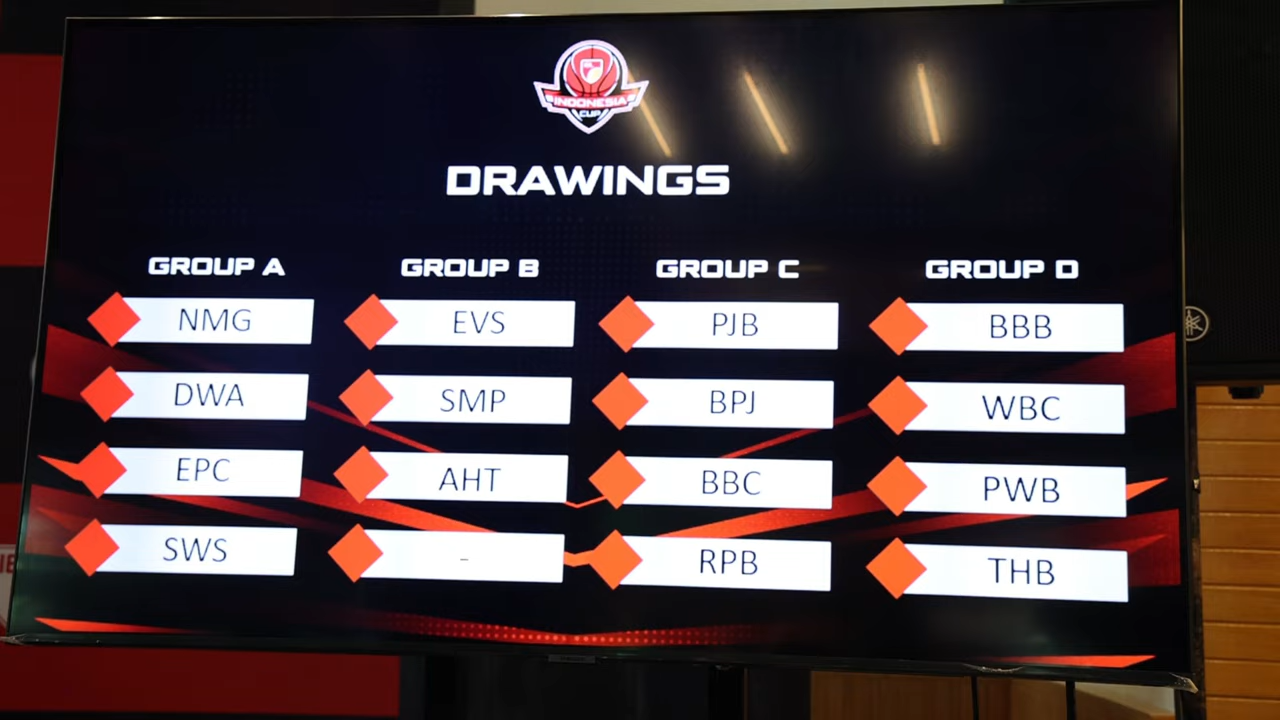 INDONESIA
CUP
DRAWINGS
GROUP A GROUP B GROUP C GROUP D
NMG EVS PJB BBB
DWA SMP BPJ WBC
EPC AHT BBC PWB
SWS - RPB THB